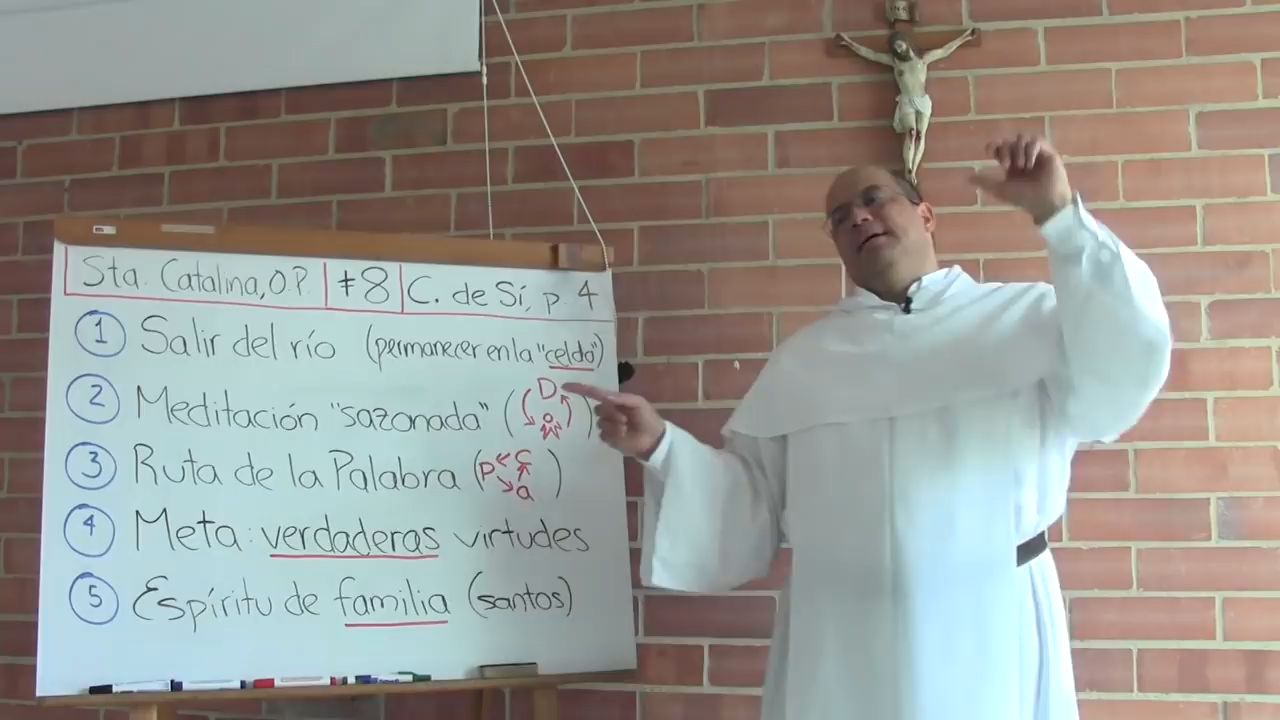 Sta. Catalina, O.P. #8 C. de Sí, p. 4
1 Salir del río (permanecer en la "celda")
2 Meditación "sazonada" (D)
3 Ruta de la Palabra (P C a)
4 Meta: verdaderas virtudes
5 Espíritu de familia (santos)